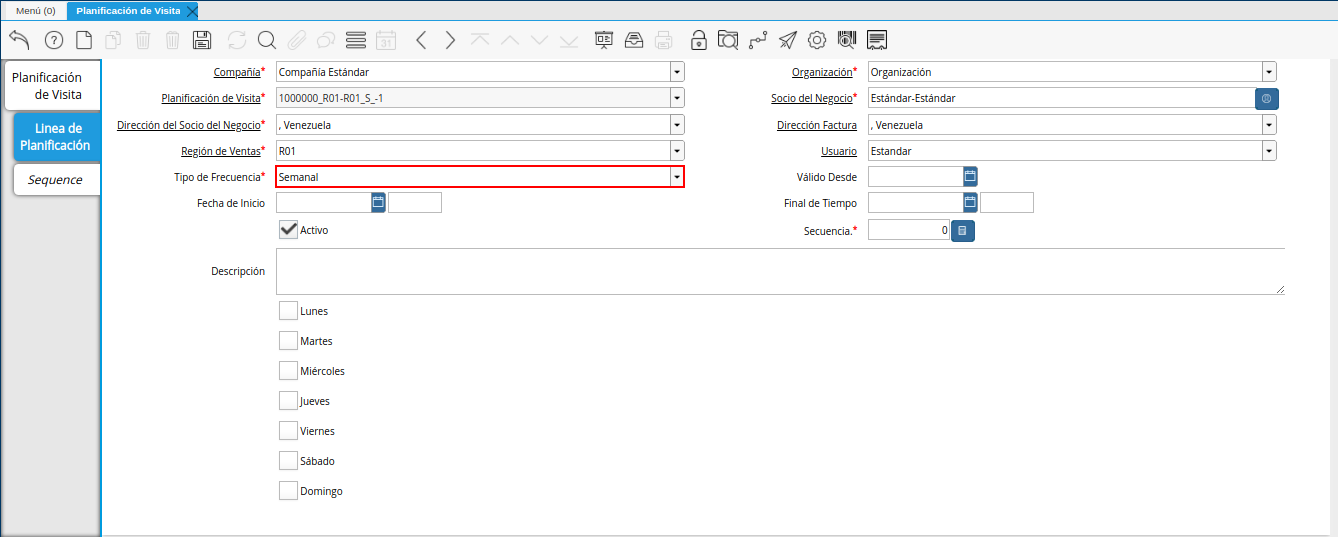 Menú (0)
Planificación de Visita
31
Planificación
de Visita
Linea de
Planificación
Sequence
Compañía* Compañía Estándar
Organización* Organización
Planificación de Visita* 1000000_R01-R01_S_-1
Socio del Negocio* Estándar-Estándar
Dirección del Socio del Negocio* , Venezuela
Dirección Factura , Venezuela
Región de Ventas* R01
Usuario Estandar
Tipo de Frecuencia* Semanal
Válido Desde
Fecha de Inicio
Final de Tiempo
Activo
Secuencia.* 0
Descripción
Lunes
Martes
Miércoles
Jueves
Viernes
Sábado
Domingo